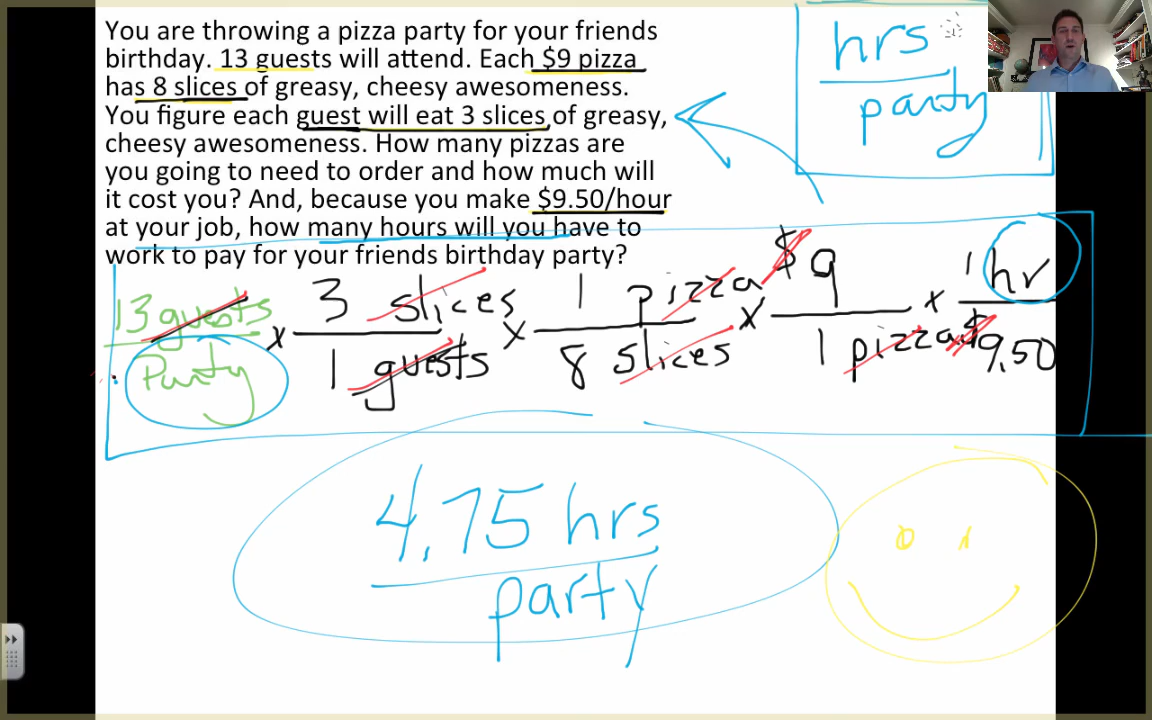 You are throwing a pizza party for your friends
birthday. 13 guests will attend. Each $9 pizza
has 8 slices of greasy, cheesy awesomeness.
You figure each guest will eat 3 slices of greasy,
cheesy awesomeness. How many pizzas are
you going to need to order and how much will
it cost you? And, because you make $9.50/hour
at your job, how many hours will you have to
work to pay for your friends birthday party?
hrs
party
13 guests x 3 slices x 1 pizza x $9 x 1 hr
Party 1 guests 8 slices 1 pizza $9.50
4.75 hrs
party